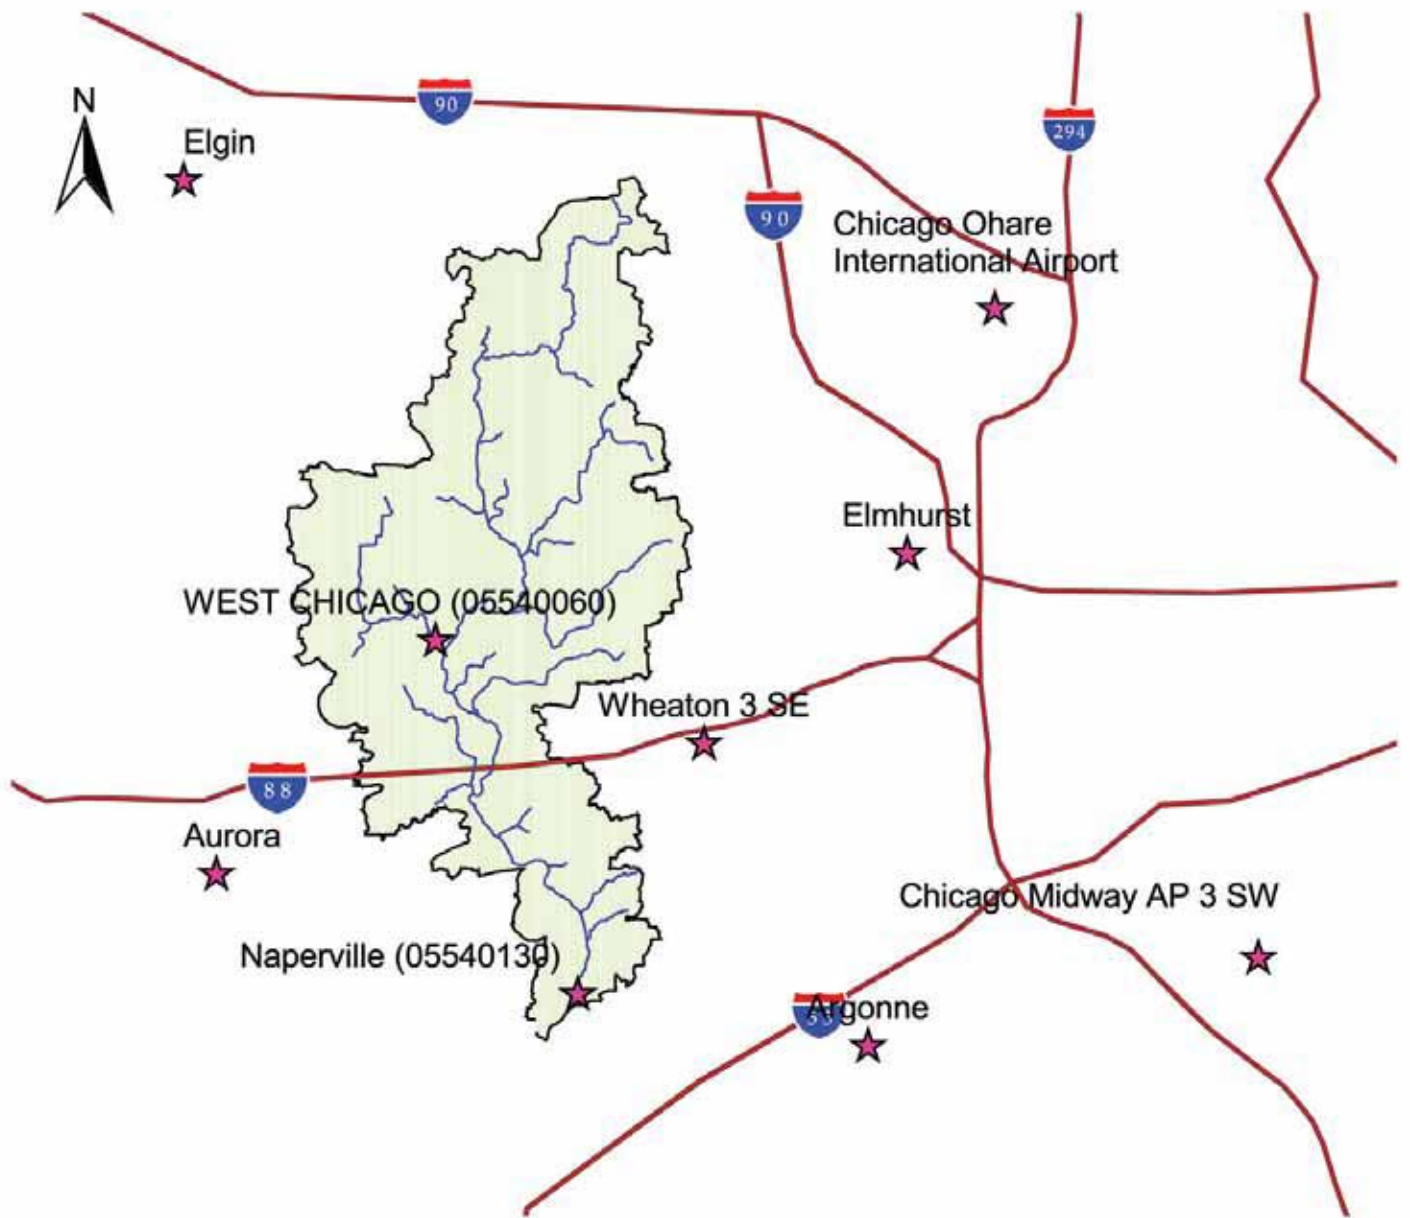 N
90
294
Elgin
90
Chicago Ohare
International Airport
Elmhurst
WEST CHICAGO (05540060)
Wheaton 3 SE
88
Aurora
Chicago Midway AP 3 SW
Naperville (05540130)
Argonne